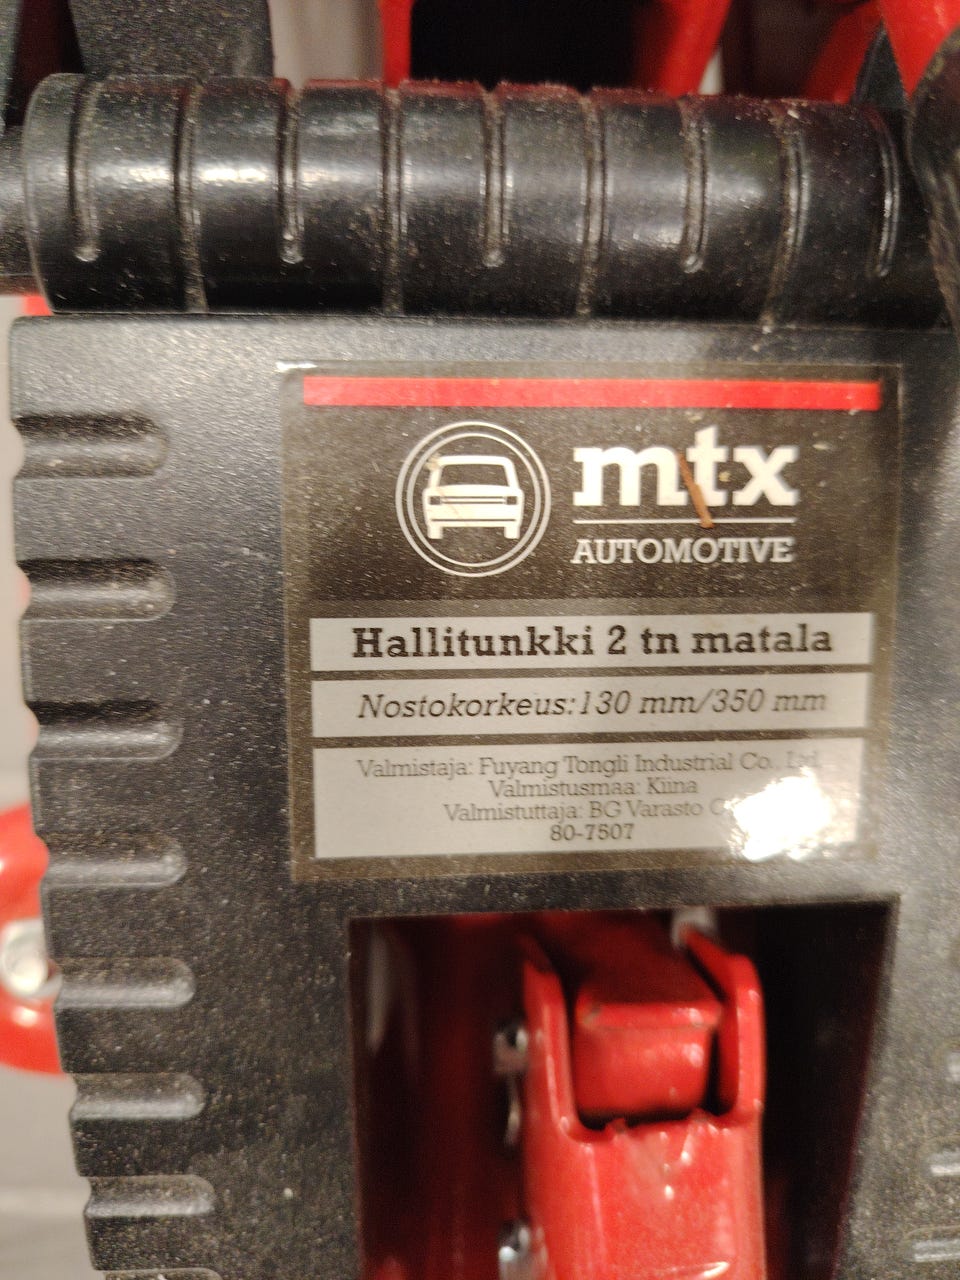 mtx
AUTOMOTIVE
Hallitunkki 2 tn matala
Nostokorkeus:130 mm/350 mm
Valmistaja: Fuyang Tongli Industrial Co., Ltd.
Valmistusmaa: Kiina
Valmistuttaja: BG Varasto
80-7507